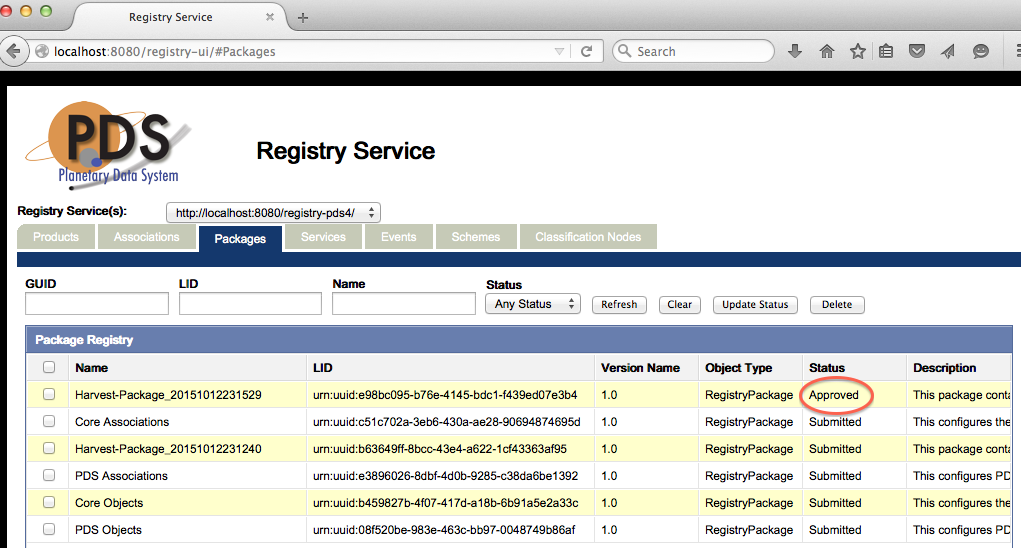 Registry Service
localhost:8080/registry-ui/#Packages
Search
PDS
Planetary Data System
Registry Service
Registry Service(s): http://localhost:8080/registry-pds4/
Products Associations Packages Services Events Schemes Classification Nodes
GUID LID Name Status
Any Status Refresh Clear Update Status Delete
Package Registry
Name LID Version Name Object Type Status Description
Harvest-Package_20151012231529 urn:uuid:e98bc095-b76e-4145-bdc1-f439ed07e3b4 1.0 RegistryPackage Approved This package conta
Core Associations urn:uuid:c51c702a-3eb6-430a-ae28-90694874695d 1.0 RegistryPackage Submitted This configures the
Harvest-Package_20151012231240 urn:uuid:b63649ff-8bcc-43e4-a622-1cf43363af95 1.0 RegistryPackage Submitted This package conta
PDS Associations urn:uuid:e3896026-8dbf-4d0b-9285-c38da6be1392 1.0 RegistryPackage Submitted This configures PD
Core Objects urn:uuid:b459827b-4f07-417d-a18b-6b91a5e2a33c 1.0 RegistryPackage Submitted This configures the
PDS Objects urn:uuid:08f520be-983e-463c-bb97-0048749b86af 1.0 RegistryPackage Submitted This configures PD